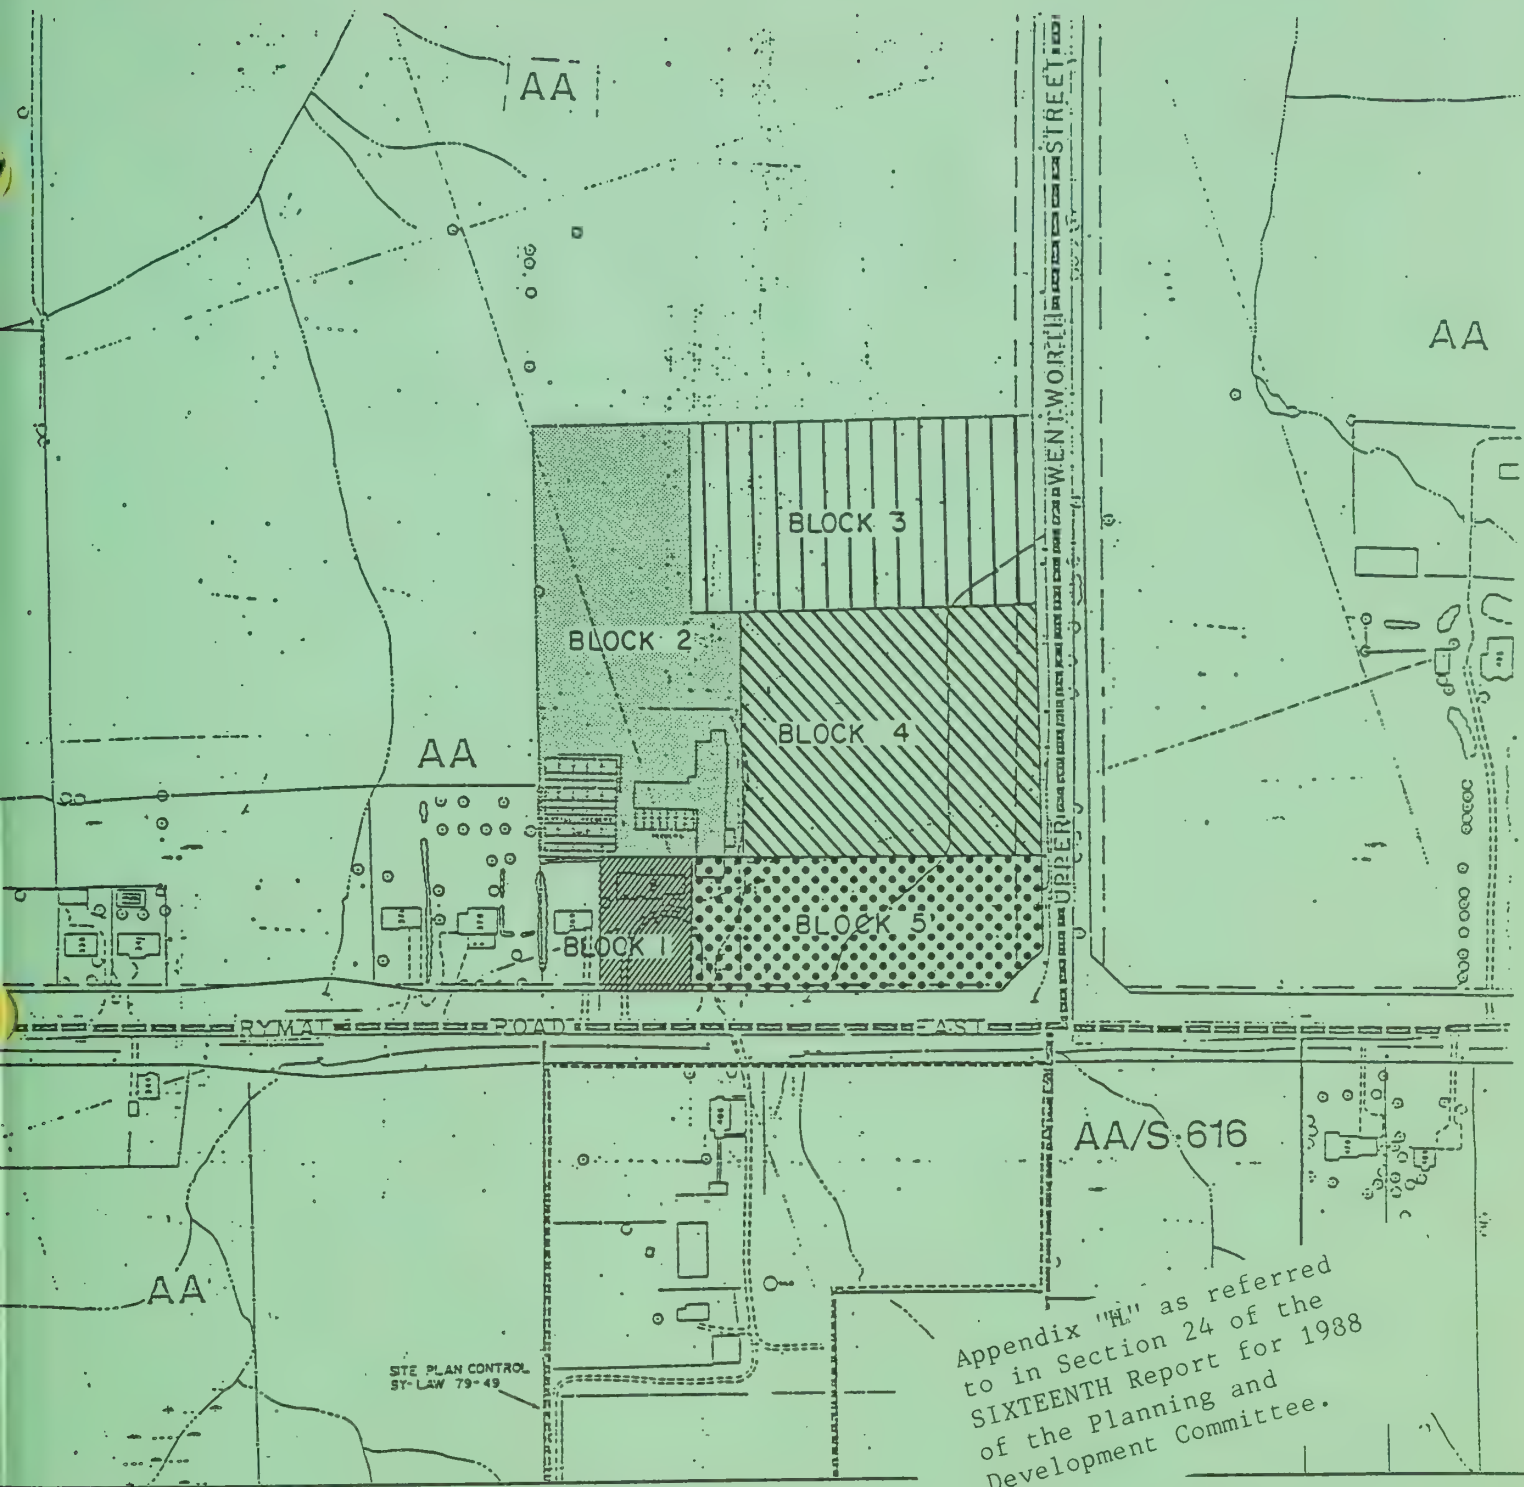 AA
UPPER WENTWORTH STREET
AA
BLOCK 3
BLOCK 2
BLOCK 4
AA
BLOCK 5
BLOCK 1
RYMAL ROAD EAST
AA/S-616
AA
SITE PLAN CONTROL
BY-LAW 79-49
Appendix "H" as referred
to in Section 24 of the
SIXTEENTH Report for 1988
of the Planning and
Development Committee.